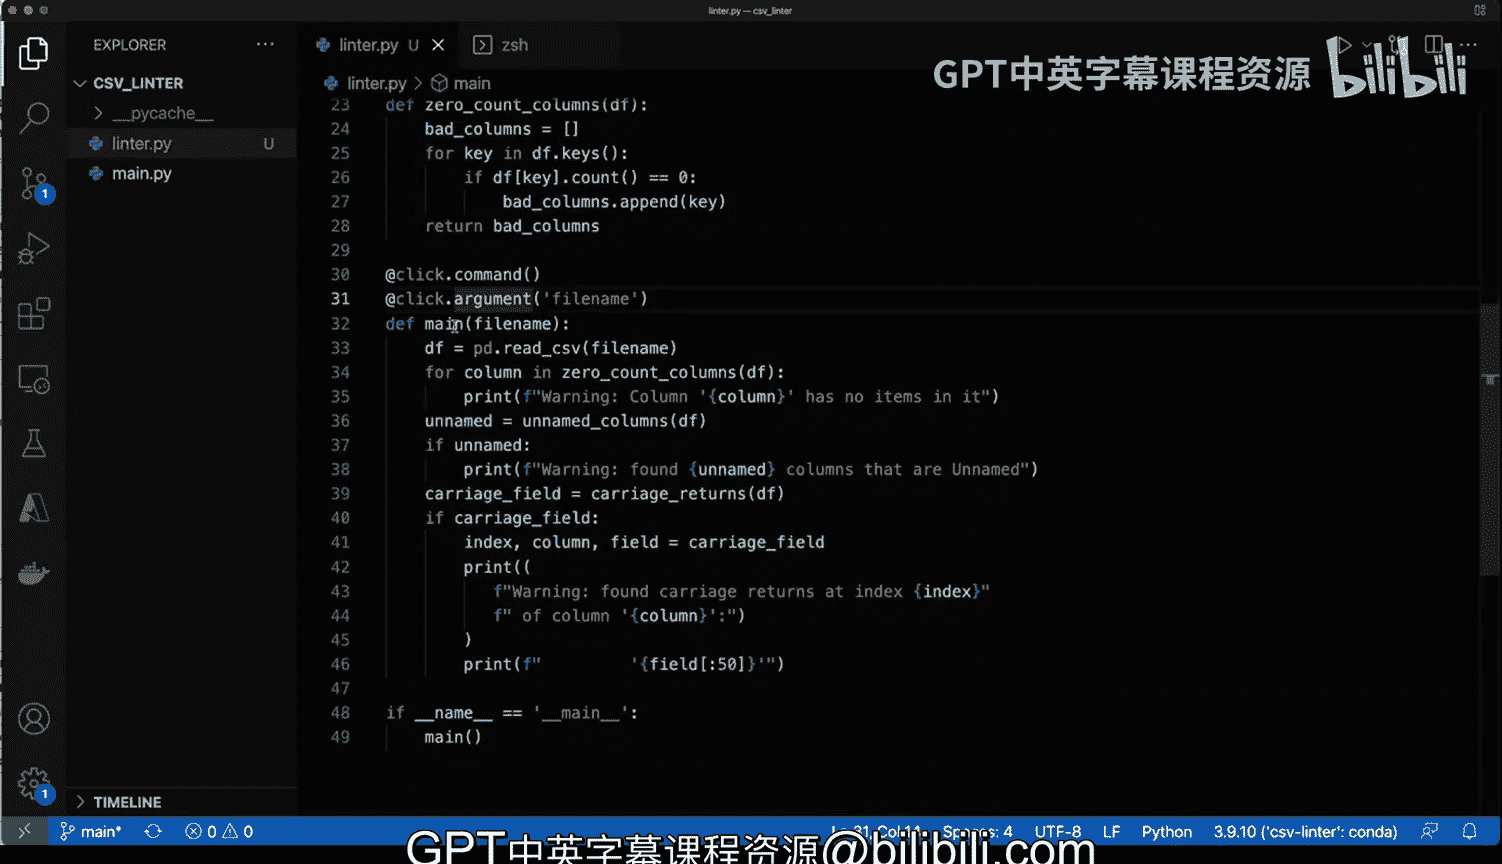 linter.py — csv_linter
EXPLORER
linter.py U
zsh
GPT中英字幕课程资源 bilibili
CSV_LINTER
__pycache__
linter.py U
main.py
linter.py > main
23 def zero_count_columns(df):
24 bad_columns = []
25 for key in df.keys():
26 if df[key].count() == 0:
27 bad_columns.append(key)
28 return bad_columns
29
30 @click.command()
31 @click.argument('filename')
32 def main(filename):
33 df = pd.read_csv(filename)
34 for column in zero_count_columns(df):
35 print(f"Warning: Column '{column}' has no items in it")
36 unnamed = unnamed_columns(df)
37 if unnamed:
38 print(f"Warning: found {unnamed} columns that are Unnamed")
39 carriage_field = carriage_returns(df)
40 if carriage_field:
41 index, column, field = carriage_field
42 print((
43 f"Warning: found carriage returns at index {index}"
44 f" of column '{column}':")
45 )
46 print(f"         '{field[:50]}'")
47
48 if __name__ == '__main__':
49 main()
1
1
TIMELINE
main* 0 0
Spaces: 4 UTF-8 LF Python 3.9.10 ('csv-linter': conda)
GPT中英字幕课程资源@bilibili.com